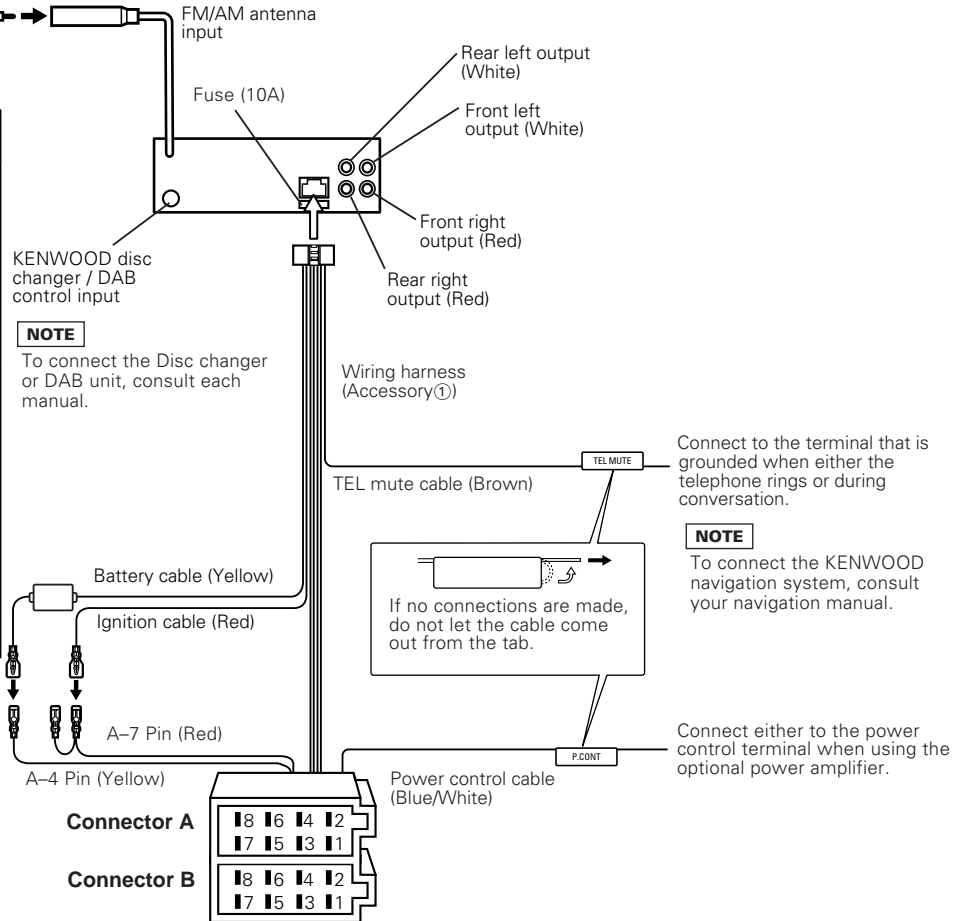 FM/AM antenna
input
Rear left output
(White)
Fuse (10A)
Front left
output (White)
Front right
output (Red)
KENWOOD disc
changer / DAB
control input
Rear right
output (Red)
NOTE
To connect the Disc changer
or DAB unit, consult each
manual.
Wiring harness
(Accessory①)
TEL MUTE
Connect to the terminal that is
grounded when either the
telephone rings or during
conversation.
TEL mute cable (Brown)
NOTE
To connect the KENWOOD
navigation system, consult
your navigation manual.
If no connections are made,
do not let the cable come
out from the tab.
Battery cable (Yellow)
Ignition cable (Red)
A–7 Pin (Red)
A–4 Pin (Yellow)
P.CONT
Connect either to the power
control terminal when using the
optional power amplifier.
Power control cable
(Blue/White)
Connector A
8 6 4 2
7 5 3 1
Connector B
8 6 4 2
7 5 3 1